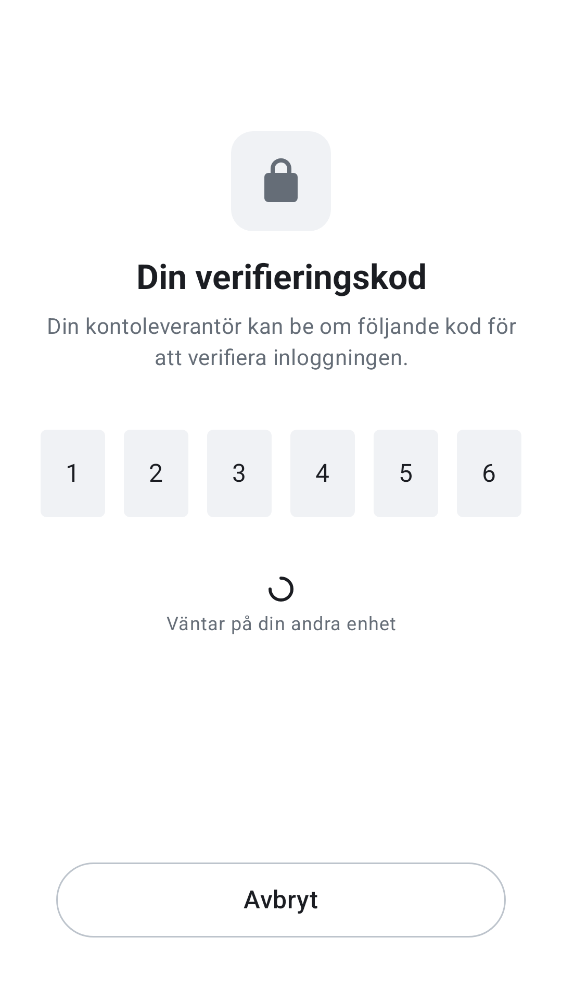 Din verifieringskod
Din kontoleverantör kan be om följande kod för
att verifiera inloggningen.
1 2 3 4 5 6
Väntar på din andra enhet
Avbryt